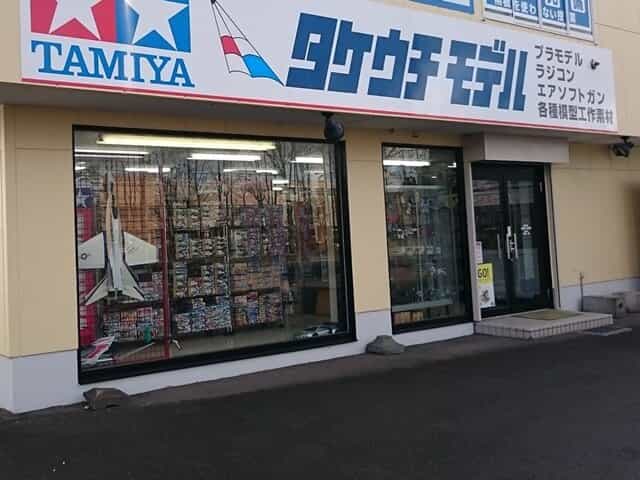 TAMIYA
タケウチ モデル
プラモデル
ラジコン
エアソフトガン
各種模型工作素材
GO!